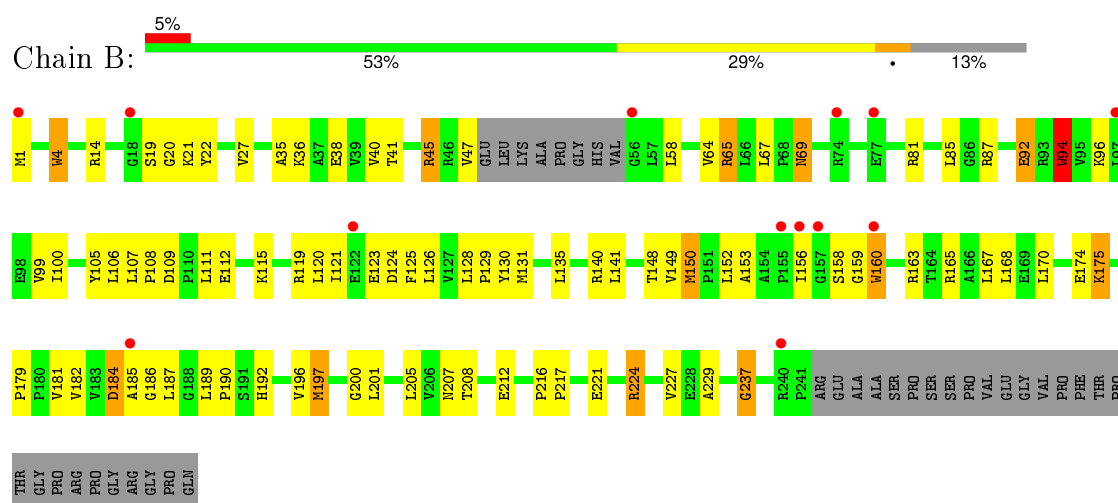 5%
Chain B:
53% 29% • 13%
M1 W4 R14 G18 S19 G20 K21 Y22 V27 A35 K36 A37 E38 V39 V40 T41 R45 R46 V47 GLU LEU LYS ALA PRO GLY HIS VAL G56 L57 L58 V64 R65 L66 L67 P68 N69 R74 E77 R81 L85 G86 R87 E92 R93 W94 V95 K96 L97
E98 V99 I100 Y105 L106 L107 P108 D109 P110 L111 E112 K115 R119 L120 I121 E122 E123 D124 F125 L126 V127 L128 P129 Y130 M131 L135 R140 L141 T148 V149 M150 P151 L152 A153 A154 P155 I156 G157 S158 G159 W160 R163 T164 R165 A166 L167 L168 E169 L170 E174 K175
P179 P180 V181 V182 V183 D184 A185 G186 L187 G188 L189 P190 S191 H192 V196 M197 G200 L201 L205 V206 N207 T208 E212 P216 P217 E221 R224 V227 E228 A229 G237 R240 P241 ARG GLU ALA ALA SER PRO SER SER PRO VAL GLU GLY VAL PRO PHE THR PRO
THR GLY PRO ARG PRO GLY ARG GLY PRO GLN